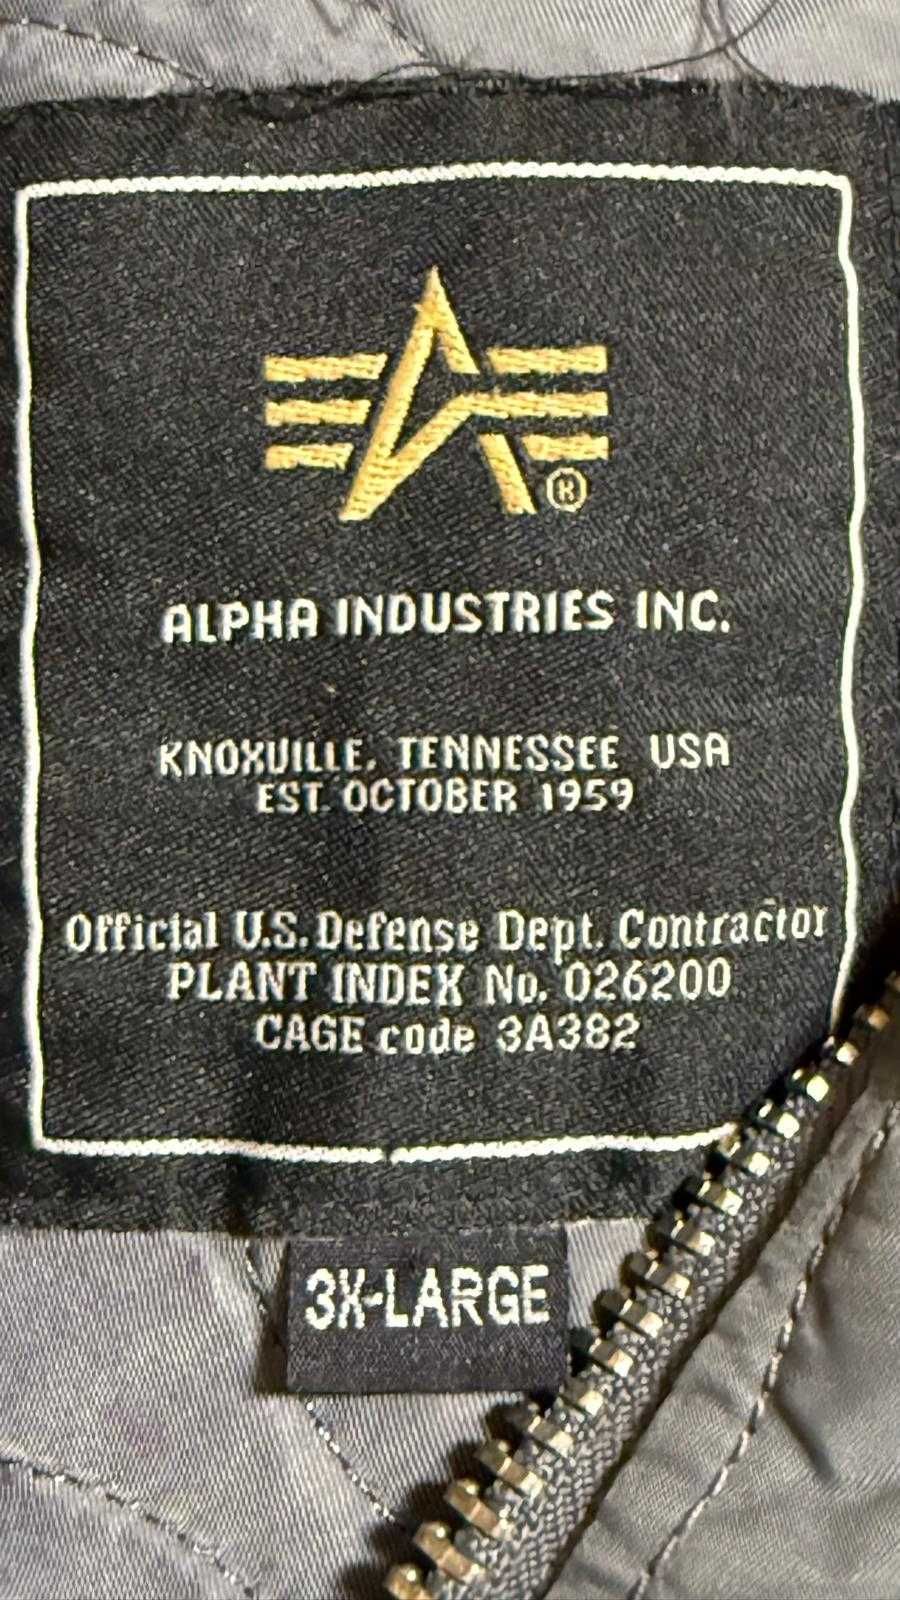 ®
ALPHA INDUSTRIES INC.
KNOXVILLE, TENNESSEE USA
EST. OCTOBER 1959
Official U.S. Defense Dept. Contractor
PLANT INDEX No. 026200
CAGE code 3A382
3X-LARGE